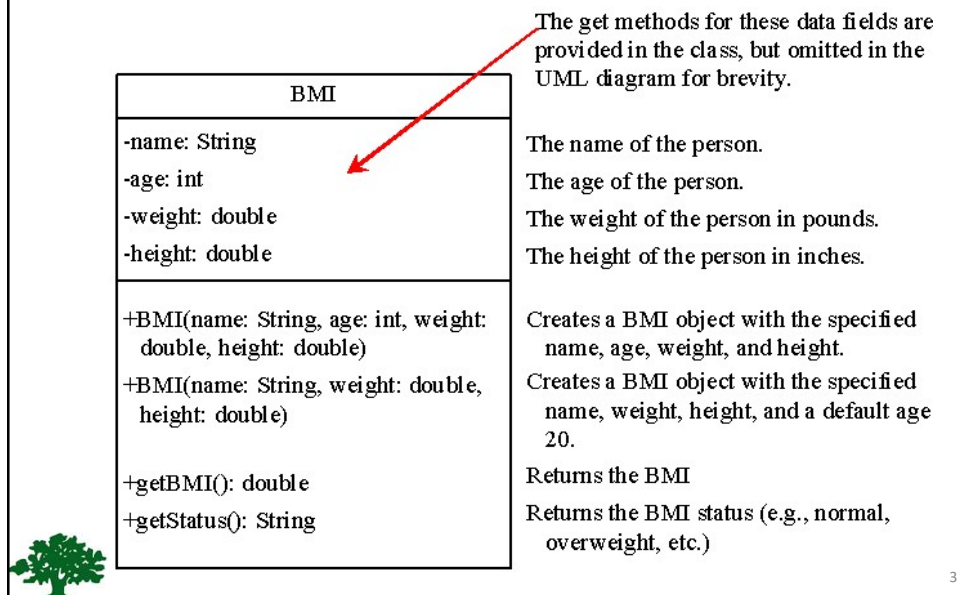 The get methods for these data fields are
provided in the class, but omitted in the
UML diagram for brevity.
BMI
-name: String
The name of the person.
-age: int
The age of the person.
-weight: double
The weight of the person in pounds.
-height: double
The height of the person in inches.
+BMI(name: String, age: int, weight:
double, height: double)
Creates a BMI object with the specified
name, age, weight, and height.
+BMI(name: String, weight: double,
height: double)
Creates a BMI object with the specified
name, weight, height, and a default age
20.
+getBMI(): double
Returns the BMI
+getStatus(): String
Returns the BMI status (e.g., normal,
overweight, etc.)
3